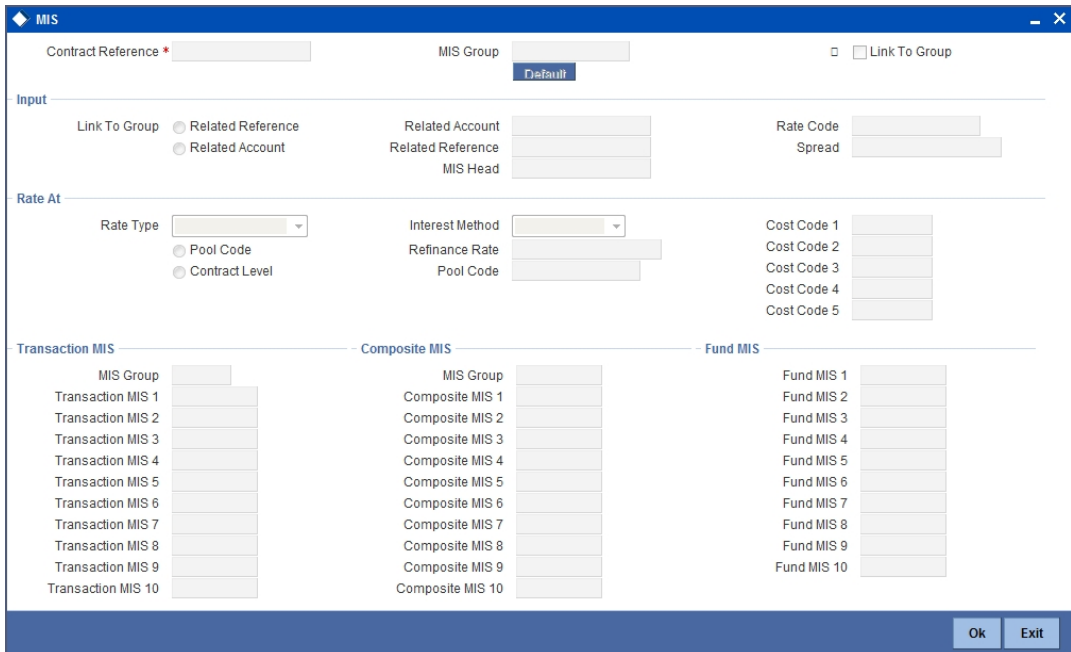 MIS
Contract Reference * MIS Group Link To Group
Default
Input
Link To Group Related Reference Related Account Rate Code
Related Account Related Reference Spread
MIS Head
Rate At
Rate Type Interest Method Cost Code 1
Pool Code Refinance Rate Cost Code 2
Contract Level Pool Code Cost Code 3
Cost Code 4
Cost Code 5
Transaction MIS Composite MIS Fund MIS
MIS Group MIS Group Fund MIS 1
Transaction MIS 1 Composite MIS 1 Fund MIS 2
Transaction MIS 2 Composite MIS 2 Fund MIS 3
Transaction MIS 3 Composite MIS 3 Fund MIS 4
Transaction MIS 4 Composite MIS 4 Fund MIS 5
Transaction MIS 5 Composite MIS 5 Fund MIS 6
Transaction MIS 6 Composite MIS 6 Fund MIS 7
Transaction MIS 7 Composite MIS 7 Fund MIS 8
Transaction MIS 8 Composite MIS 8 Fund MIS 9
Transaction MIS 9 Composite MIS 9 Fund MIS 10
Transaction MIS 10 Composite MIS 10
Ok Exit